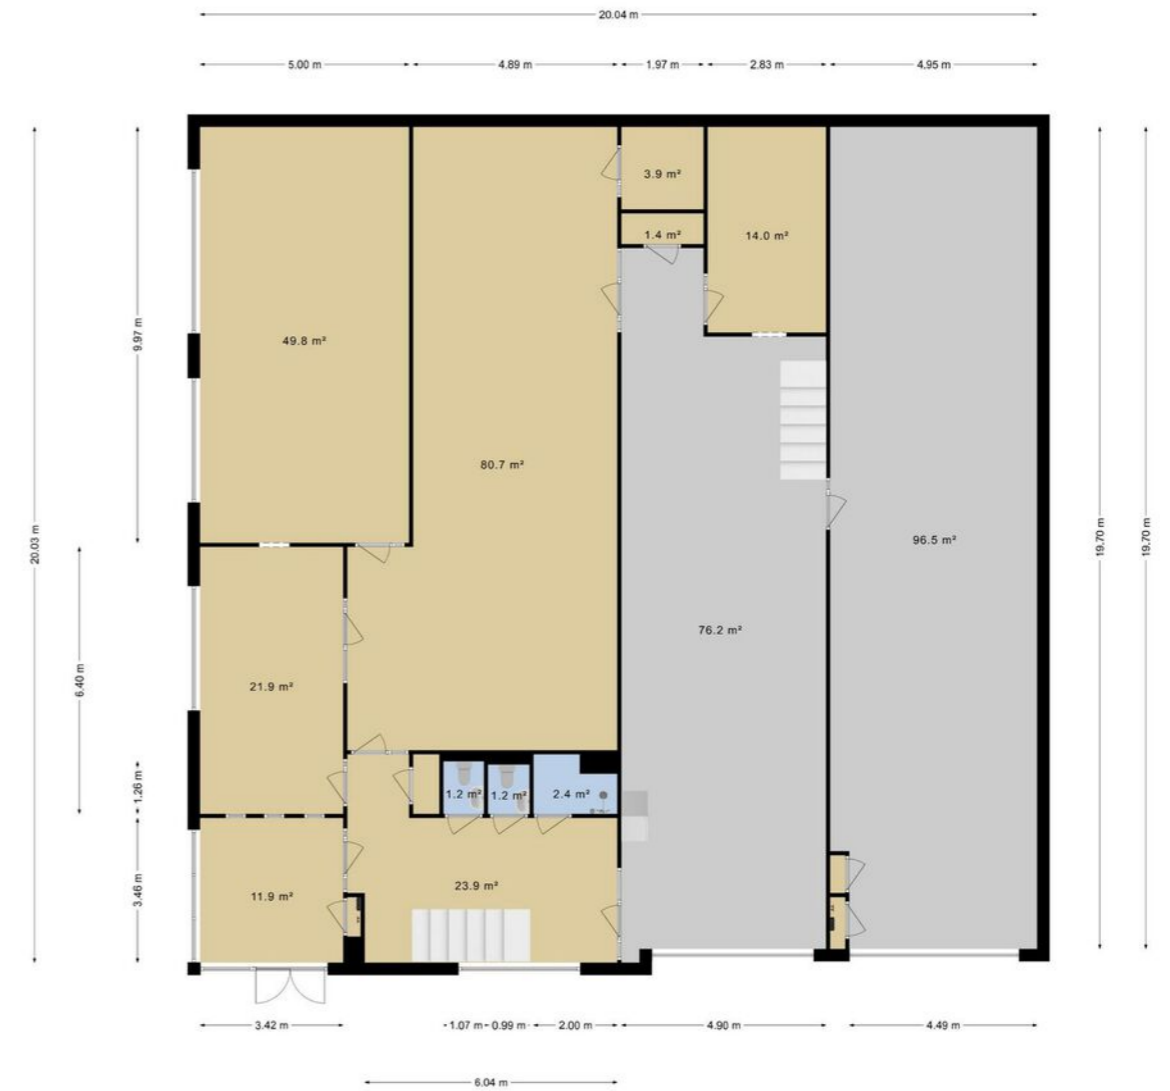 20.04 m
5.00 m
4.89 m
1.97 m
2.83 m
4.95 m
3.9 m²
1.4 m²
14.0 m²
9.97 m
49.8 m²
80.7 m²
20.03 m
19.70 m
19.70 m
96.5 m²
76.2 m²
6.40 m
21.9 m²
1.26 m
1.2 m²
1.2 m²
2.4 m²
3.46 m
11.9 m²
23.9 m²
3.42 m
1.07 m
0.99 m
2.00 m
4.90 m
4.49 m
6.04 m